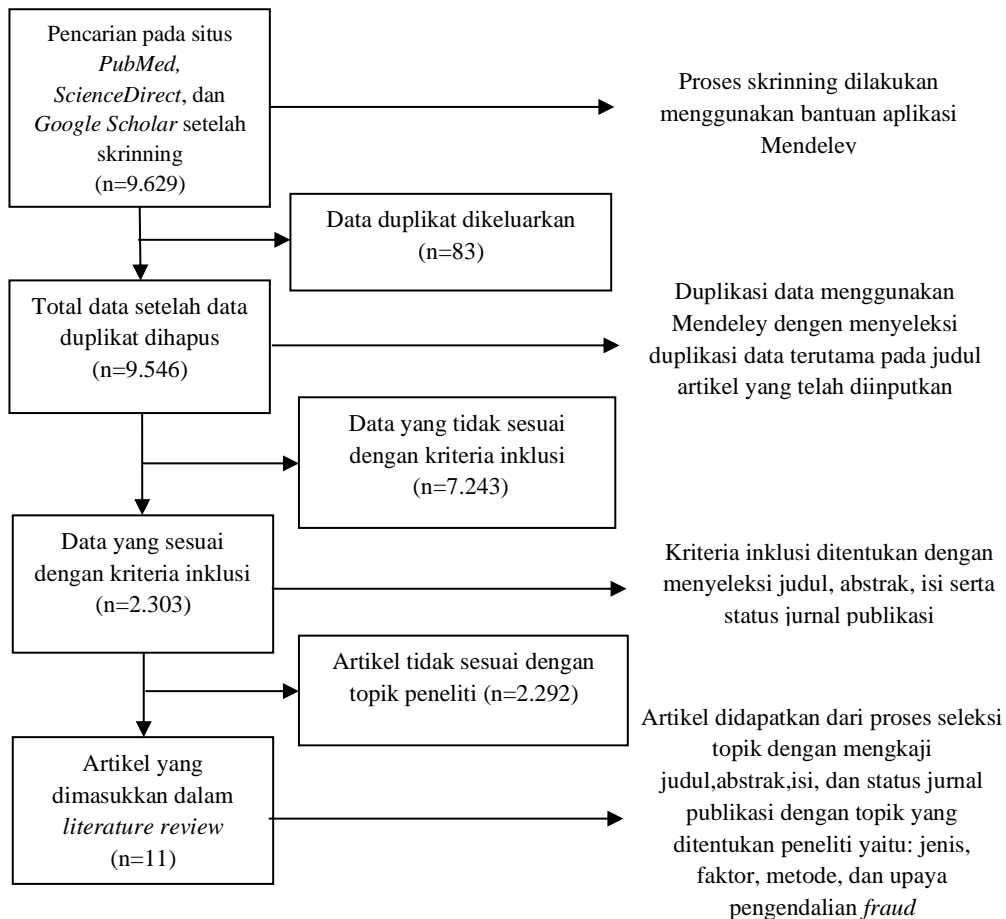 Pencarian pada situs
PubMed,
ScienceDirect, dan
Google Scholar setelah
skrinning
(n=9.629)
Proses skrinning dilakukan
menggunakan bantuan aplikasi
Mendeley
Data duplikat dikeluarkan
(n=83)
Total data setelah data
duplikat dihapus
(n=9.546)
Duplikasi data menggunakan
Mendeley dengen menyeleksi
duplikasi data terutama pada judul
artikel yang telah diinputkan
Data yang tidak sesuai
dengan kriteria inklusi
(n=7.243)
Data yang sesuai
dengan kriteria inklusi
(n=2.303)
Kriteria inklusi ditentukan dengan
menyeleksi judul, abstrak, isi serta
status jurnal publikasi
Artikel tidak sesuai dengan
topik peneliti (n=2.292)
Artikel yang
dimasukkan dalam
literature review
(n=11)
Artikel didapatkan dari proses seleksi
topik dengan mengkaji
judul,abstrak,isi, dan status jurnal
publikasi dengan topik yang
ditentukan peneliti yaitu: jenis,
faktor, metode, dan upaya
pengendalian fraud